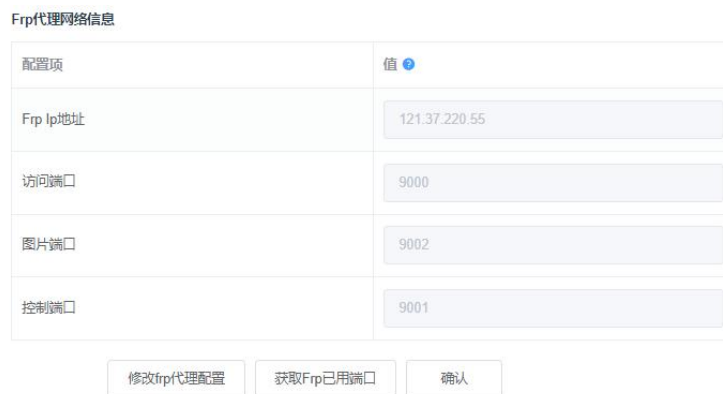 Frp代理网络信息
配置项 值 ?
Frp Ip地址 121.37.220.55
访问端口 9000
图片端口 9002
控制端口 9001
修改frp代理配置 获取Frp已用端口 确认